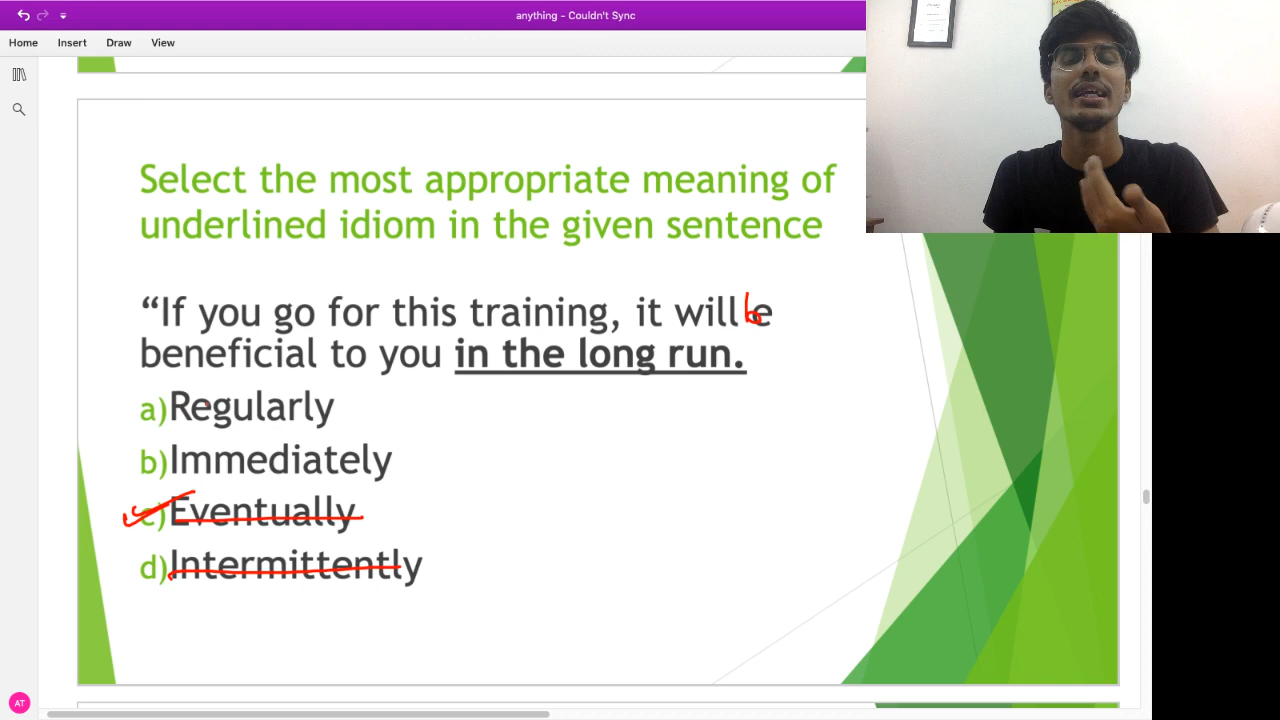 anything - Couldn't Sync
Home Insert Draw View
Select the most appropriate meaning of
underlined idiom in the given sentence
“If you go for this training, it will be
beneficial to you in the long run.
a)Regularly
b)Immediately
c)Eventually
d)Intermittently
AT